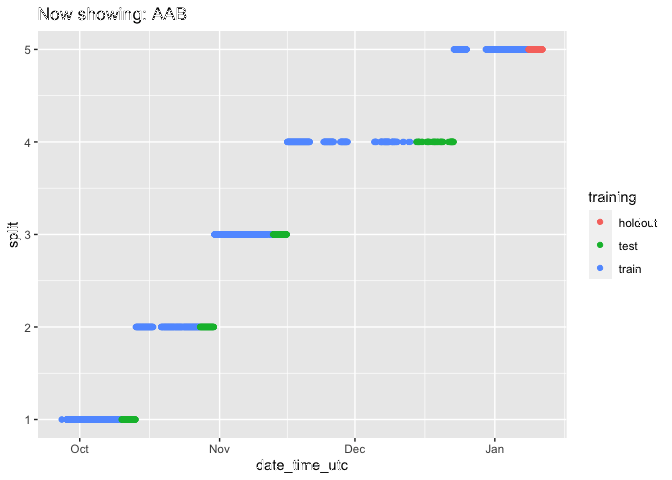 Now showing: AAB
5
4
3
2
1
split
Oct
Nov
Dec
Jan
date_time_utc
training
holdout
test
train